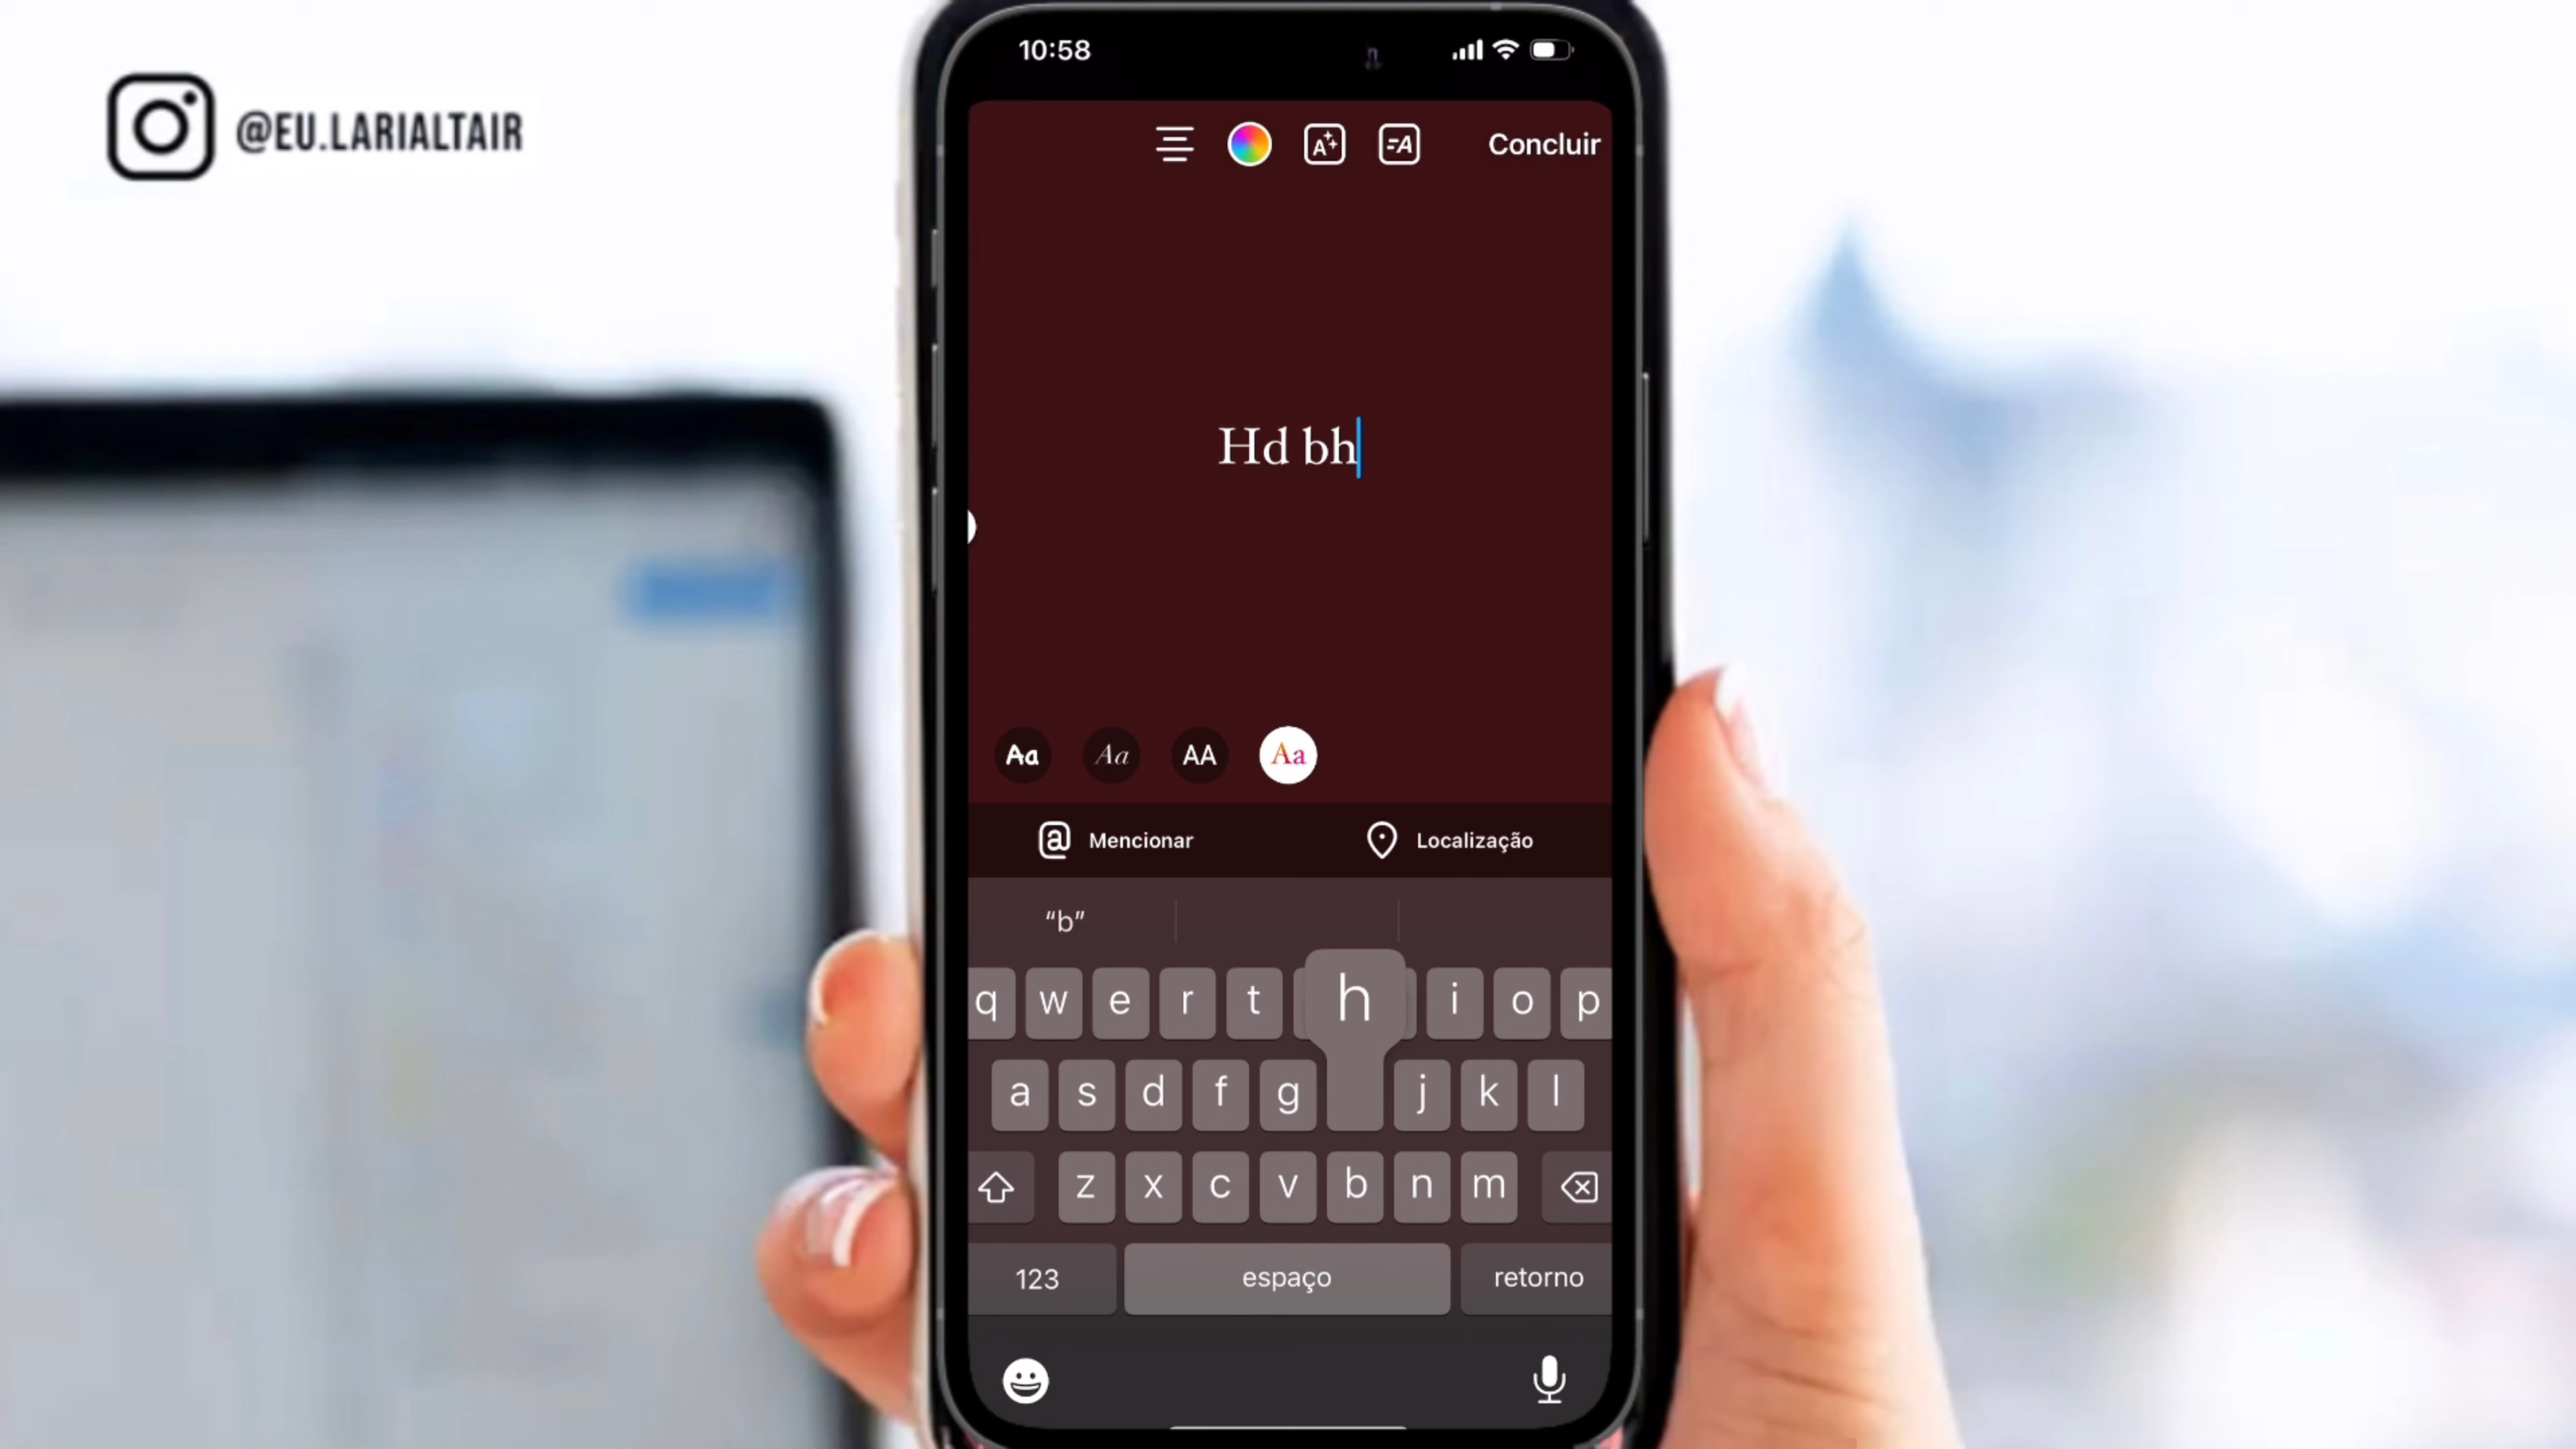 @EU.LARIALTAIR
10:58
Concluir
Hd bh
Aa Aa AA Aa
Mencionar Localização
“b”
q w e r t h i o p
a s d f g j k l
z x c v b n m
123 espaço retorno